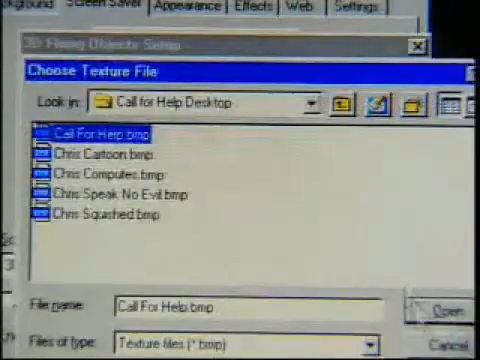 Background Screen Saver Appearance Effects Web Settings
3D Flying Objects Setup
Choose Texture File
Look in: Call for Help Desktop
Call For Help.bmp
Chris Cartoon.bmp
Chris Computes.bmp
Chris Speak No Evil.bmp
Chris Squished.bmp
File name: Call For Help.bmp Open
Files of type: Texture files (*.bmp) Cancel